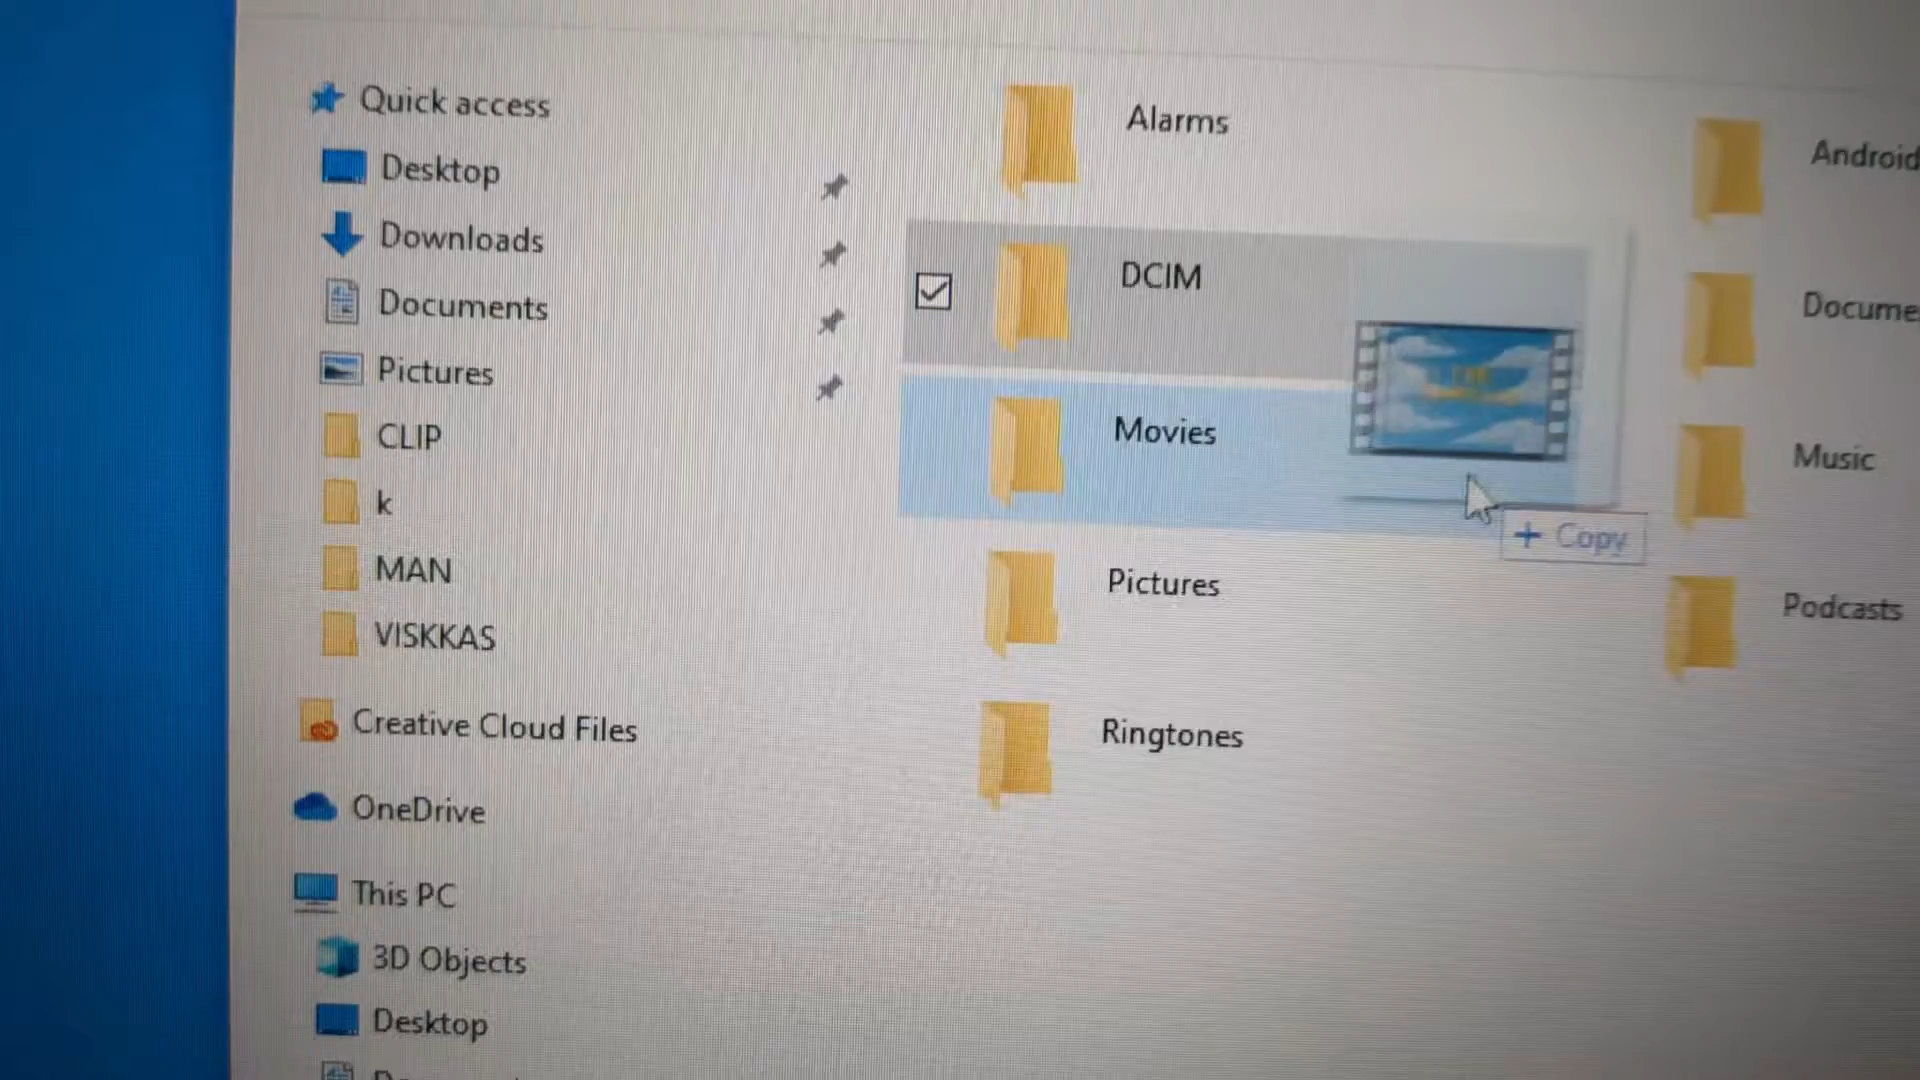 Quick access
Desktop
Downloads
Documents
Pictures
CLIP
k
MAN
VISKKAS
Creative Cloud Files
OneDrive
This PC
3D Objects
Desktop
Alarms
Android
DCIM
Docume
Movies
Music
+ Copy
Pictures
Podcasts
Ringtones